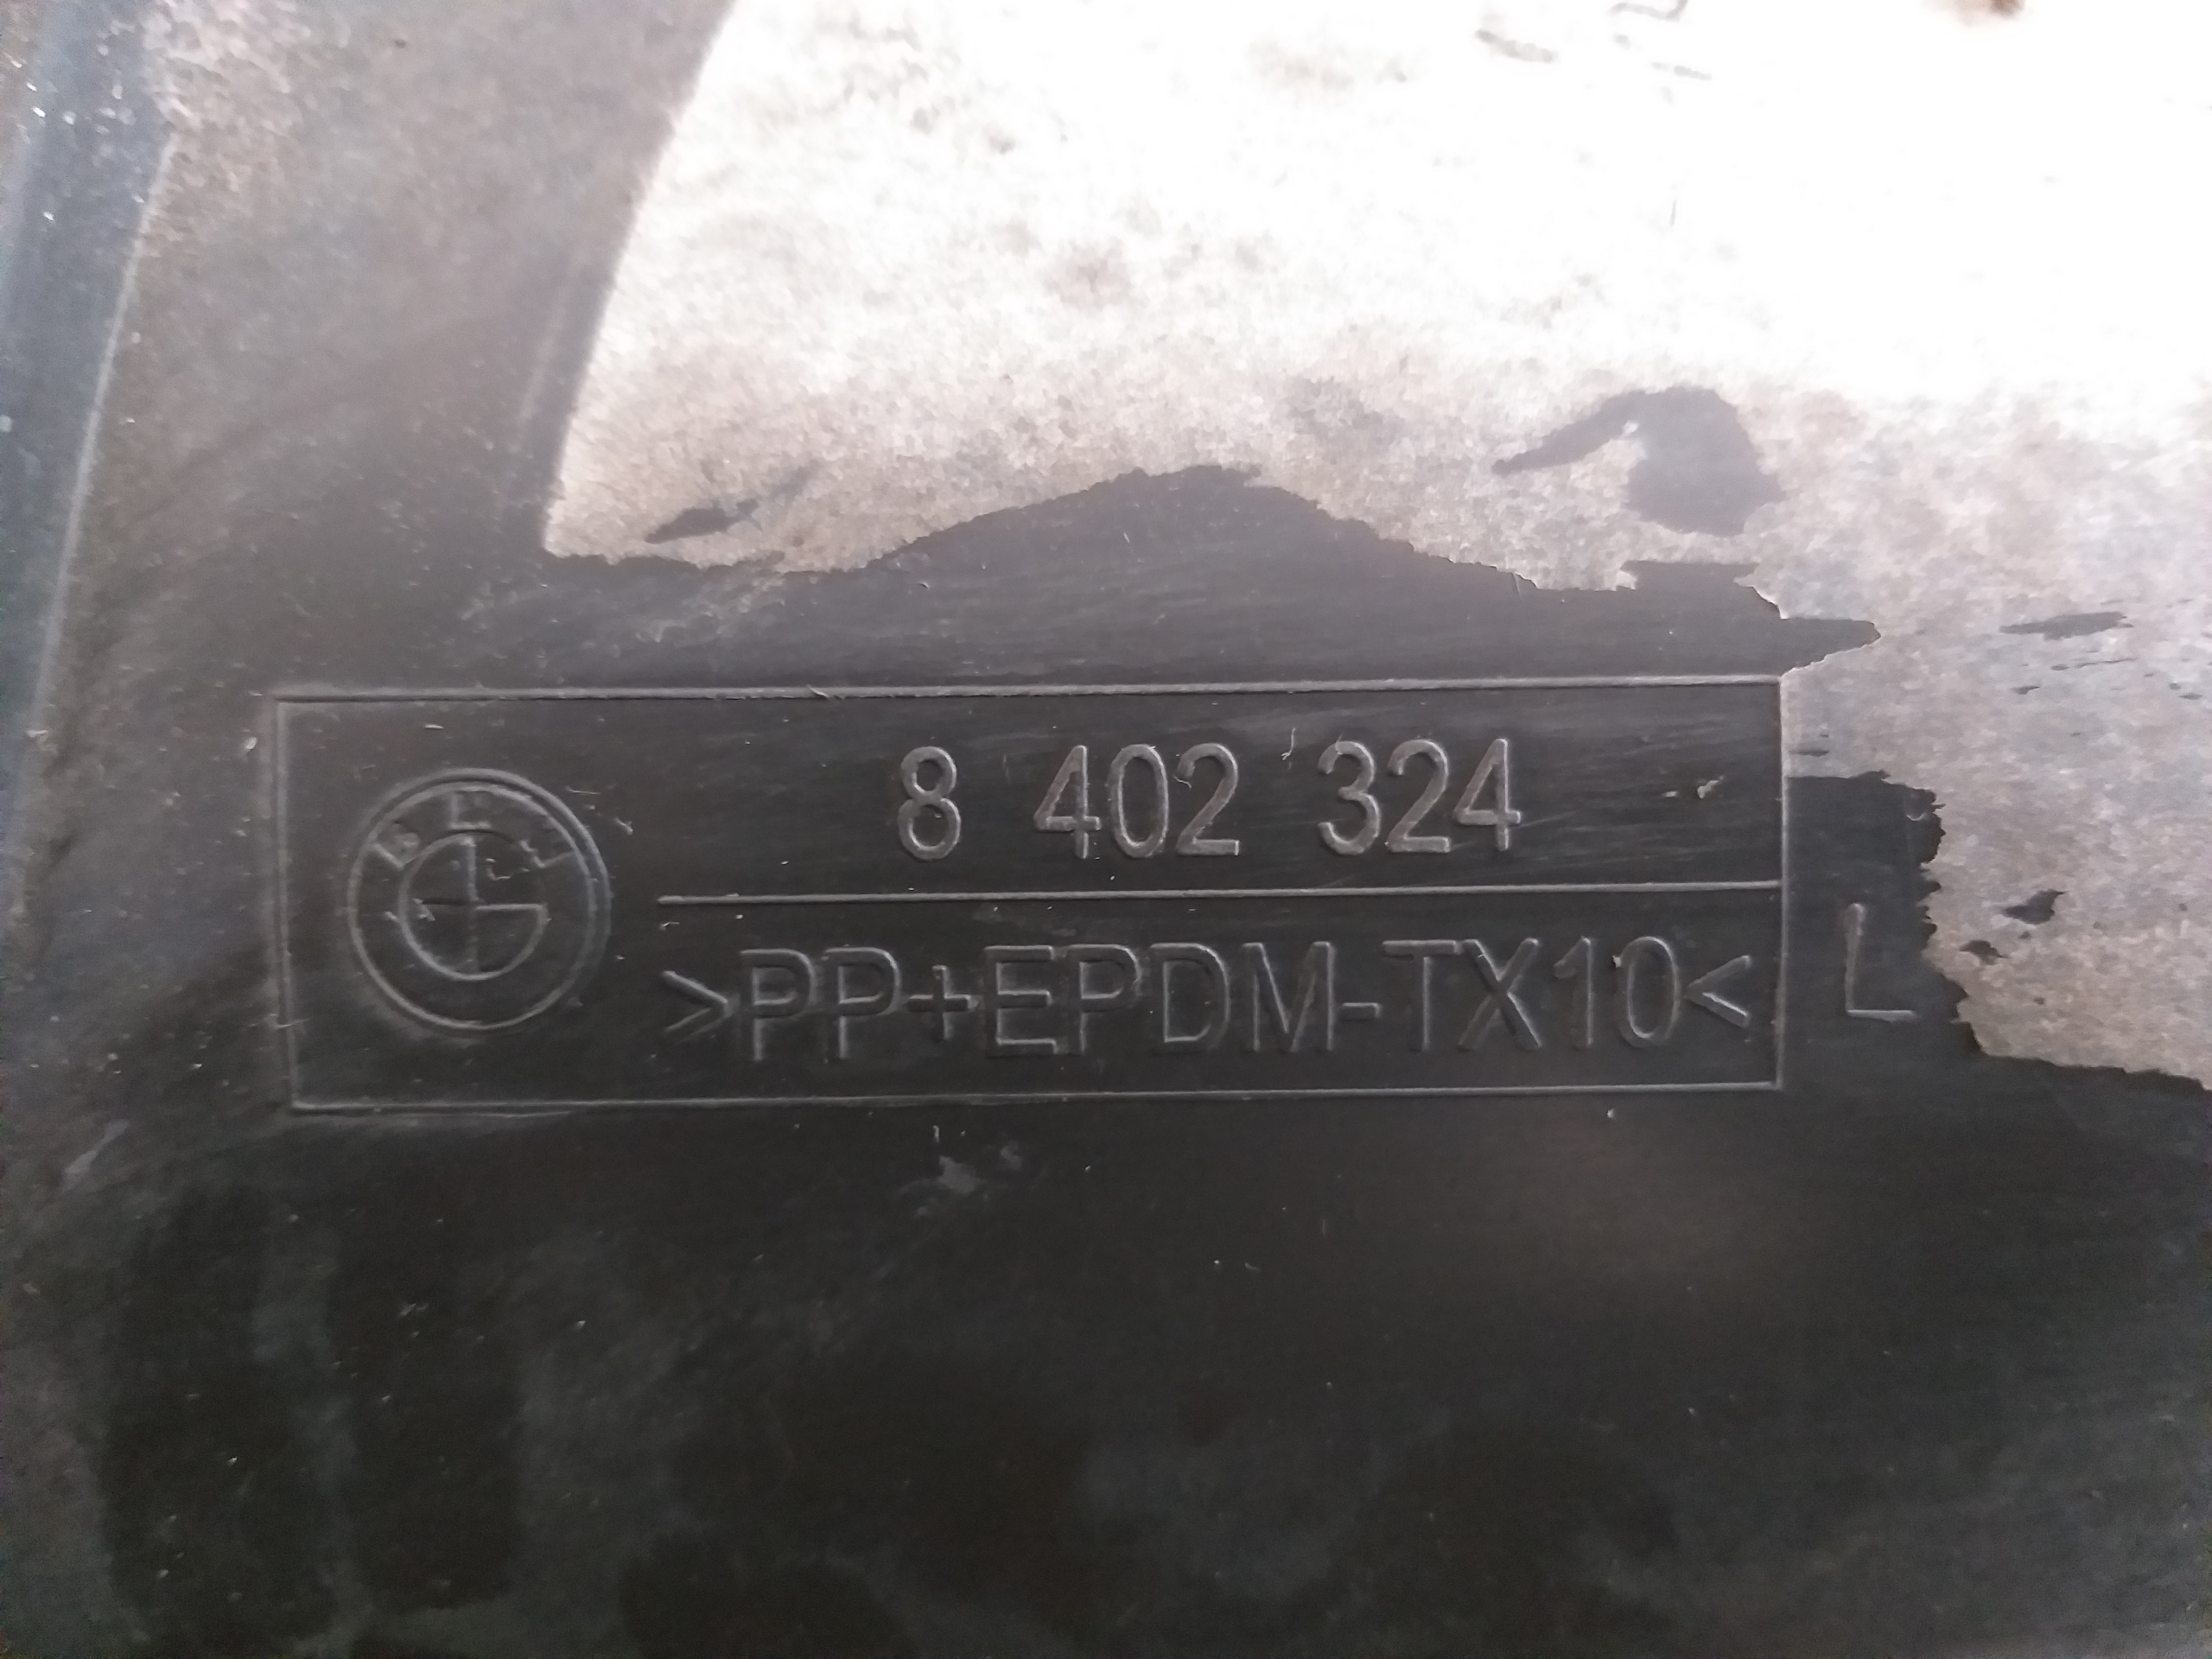 8 402 324
>PP+EPDM-TX10<
L